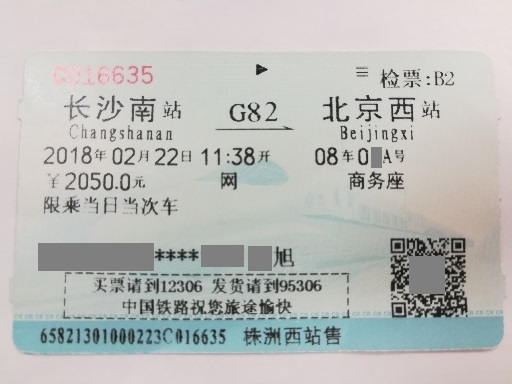 C016635 检票:B2
长沙南站 G82 北京西站
Changshanan Beijingxi
2018年02月22日 11:38开 08车0 A号
￥2050.0元 网 商务座
限乘当日当次车
**** 旭
买票请到12306 发货请到95306
中国铁路祝您旅途愉快
65821301000223C016635 株洲西站售